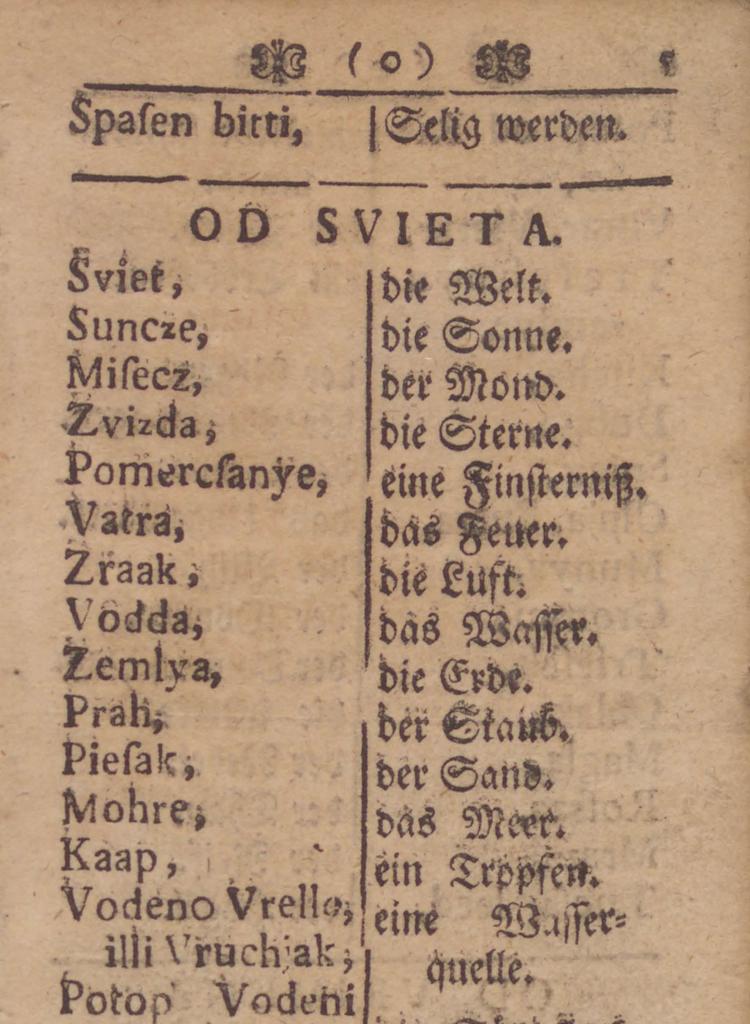 ( o ) 5
Spaſen bitti, Selig werden.
OD SVIETA.
Sviet, die Welt.
Suncze, die Sonne.
Miſecz, der Mond.
Zvizda, die Sterne.
Pomercſanye, eine Finſterniß.
Vatra, das Feuer.
Zraak, die Luft.
Vodda, das Waſſer.
Zemlya, die Erde.
Prah, der Staub.
Pieſak, der Sand.
Mohre, das Meer.
Kaap, ein Tropfen.
Vodeno Vrello, eine Waſſer-
illi Vruchjak, quelle.
Potop Vodeni